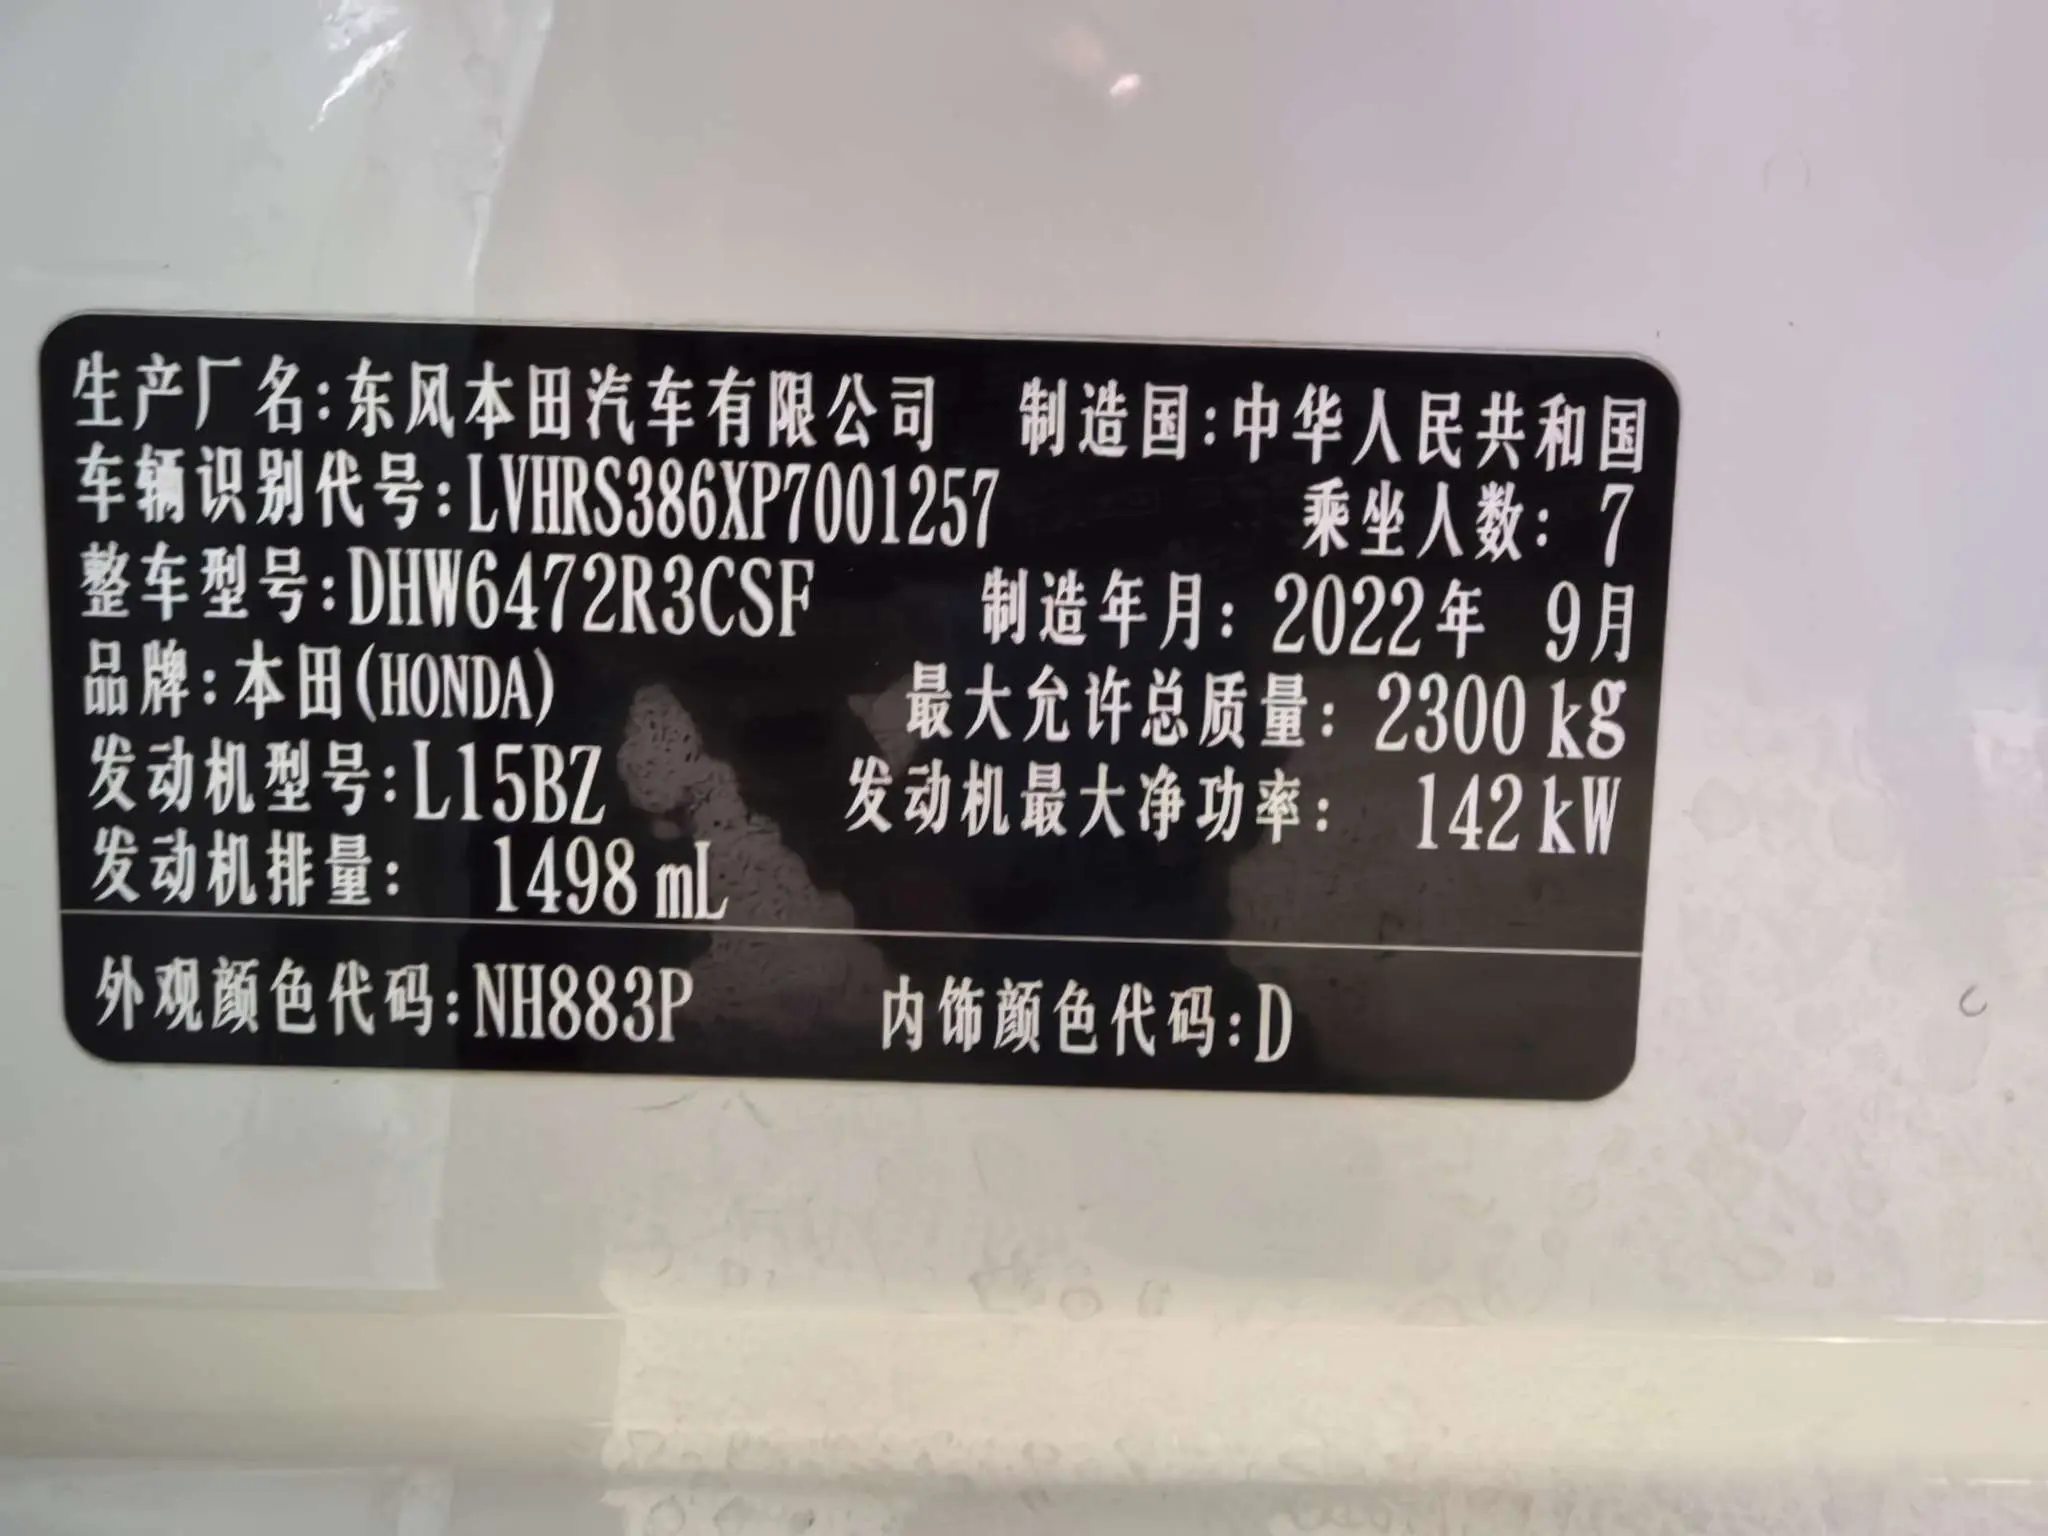 生产厂名:东风本田汽车有限公司 制造国:中华人民共和国
车辆识别代号:LVHRS386XP7001257 乘坐人数: 7
整车型号:DHW6472R3CSF 制造年月: 2022年 9月
品牌:本田(HONDA) 最大允许总质量: 2300 kg
发动机型号:L15BZ 发动机最大净功率: 142 kW
发动机排量: 1498 mL
外观颜色代码:NH883P 内饰颜色代码:D